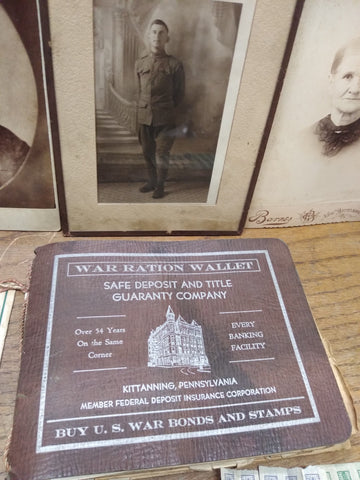 Barnes
WAR RATION WALLET
SAFE DEPOSIT AND TITLE
GUARANTY COMPANY
Over 54 Years
On the Same
Corner
EVERY
BANKING
FACILITY
KITTANNING, PENNSYLVANIA
MEMBER FEDERAL DEPOSIT INSURANCE CORPORATION
BUY U. S. WAR BONDS AND STAMPS